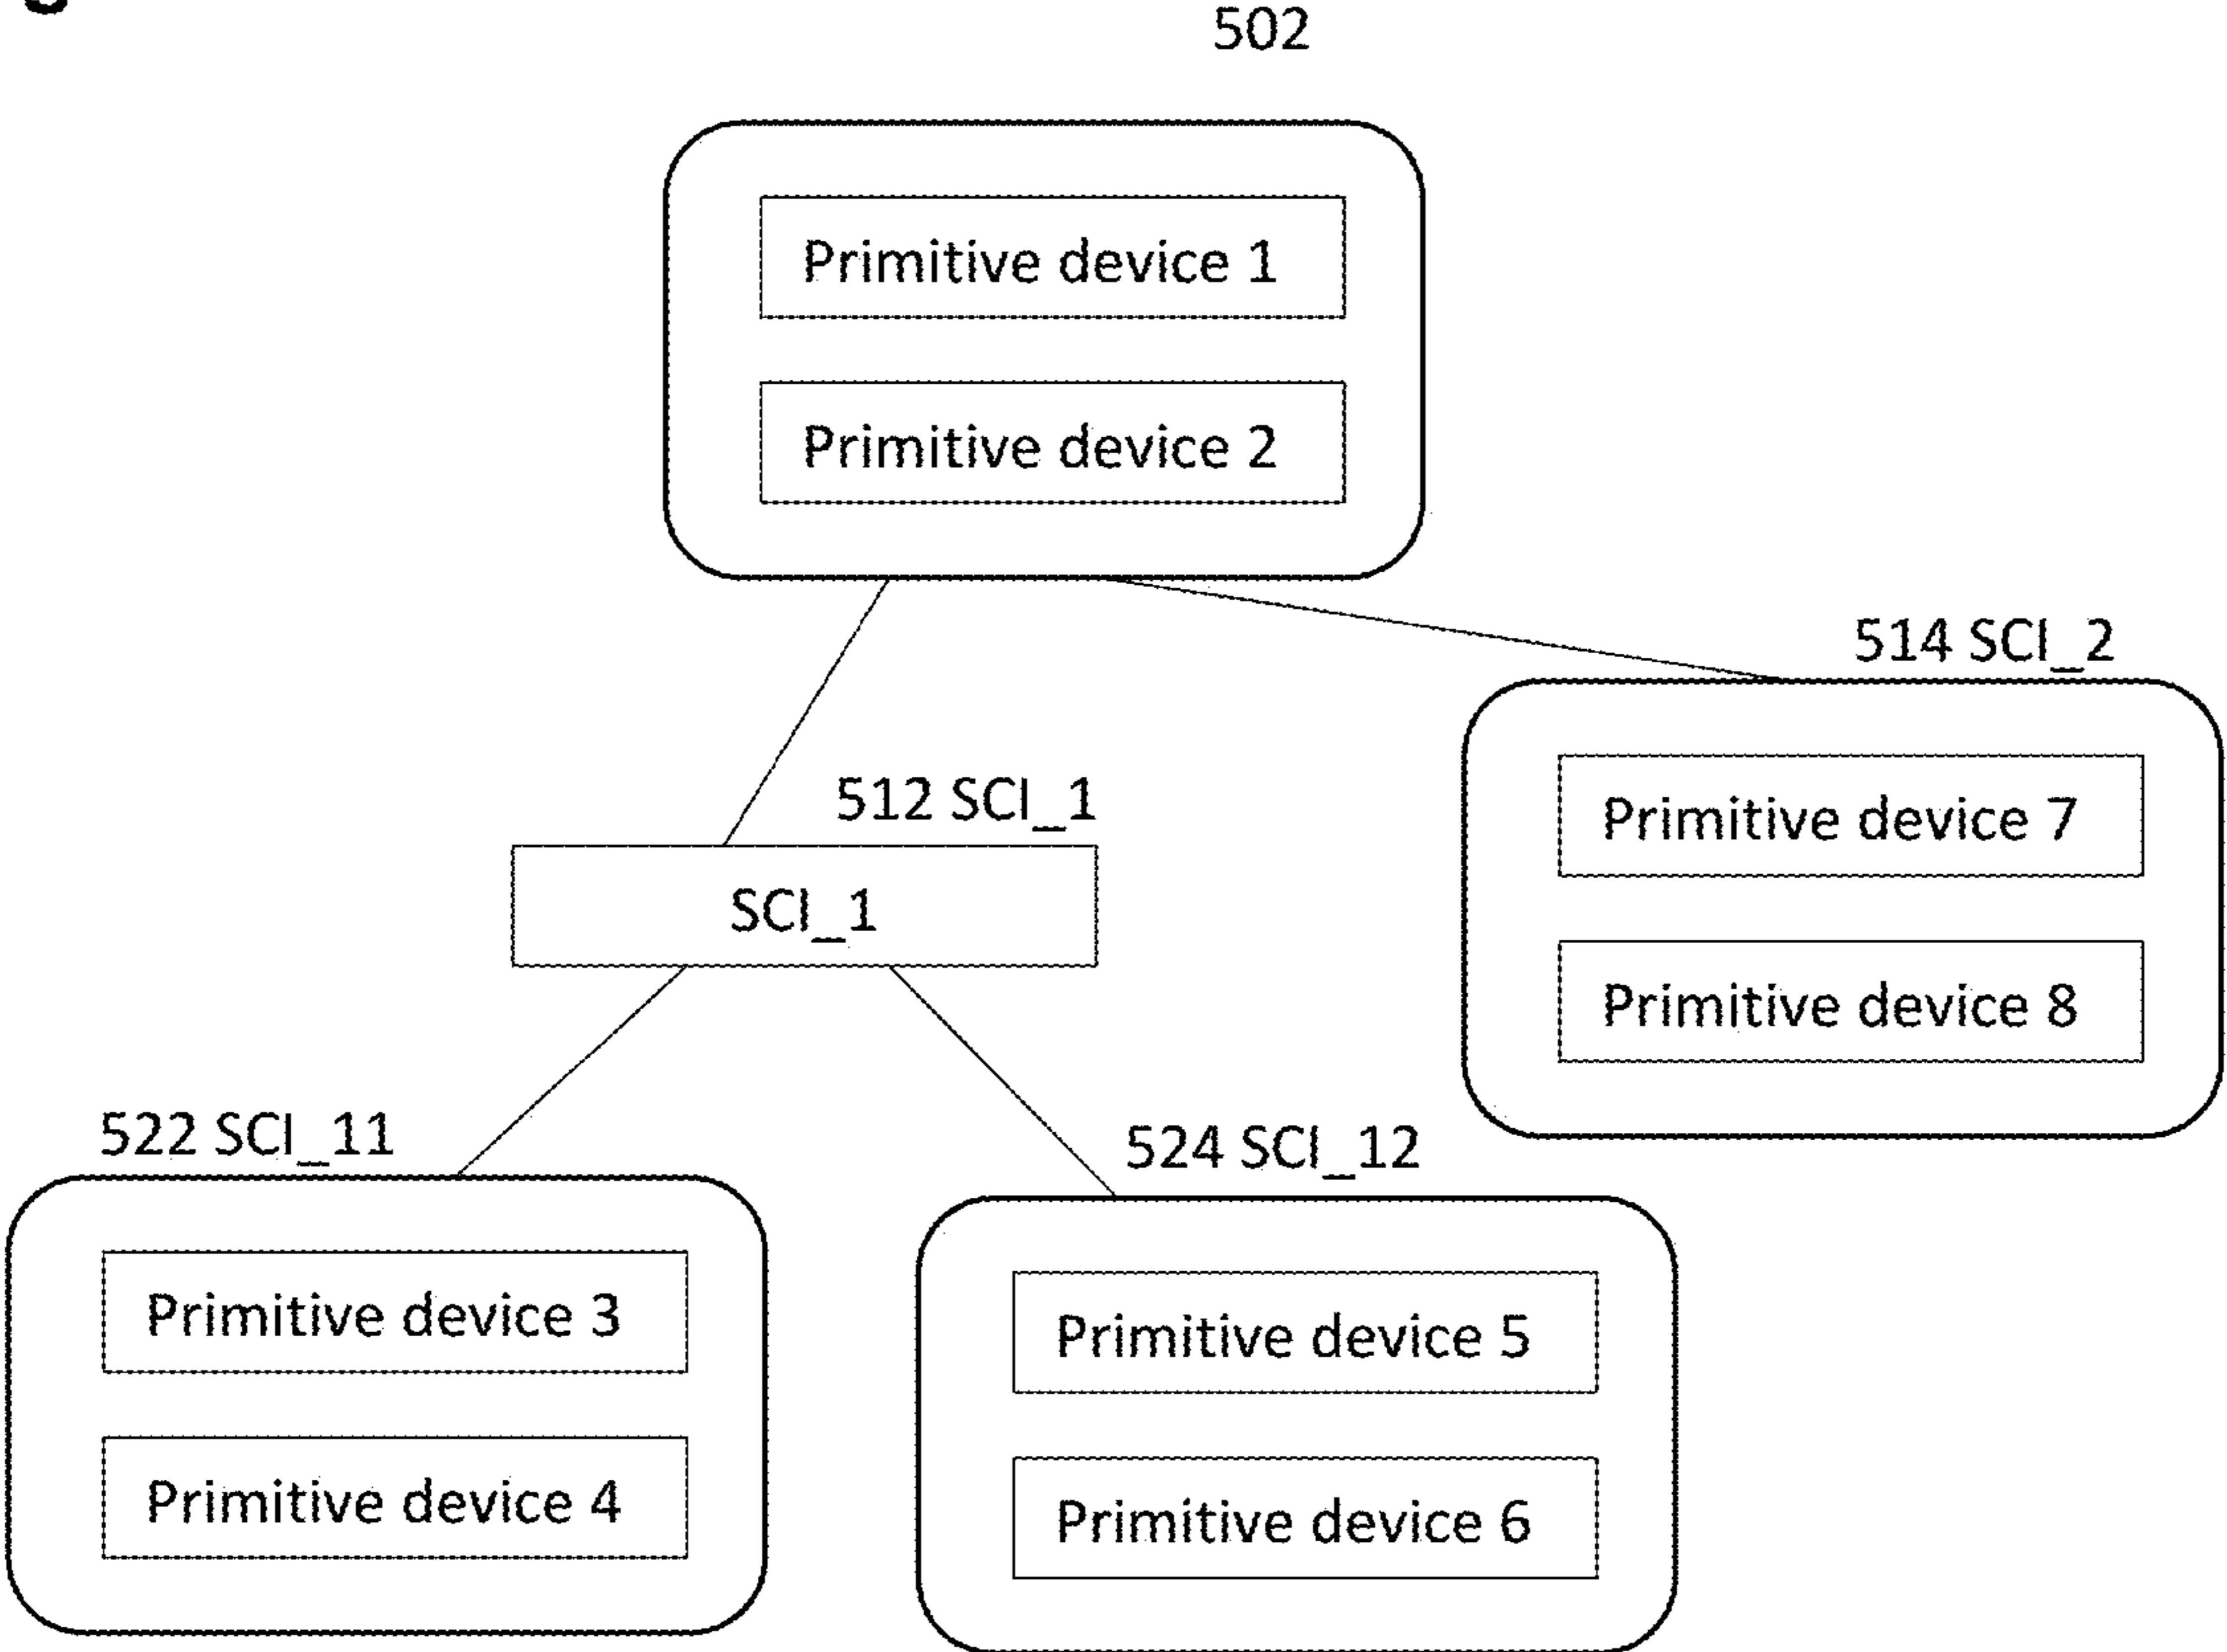 502
Primitive device 1
Primitive device 2
514 SCI_2
Primitive device 7
Primitive device 8
512 SCI_1
SCI_1
522 SCI_11
Primitive device 3
Primitive device 4
524 SCI_12
Primitive device 5
Primitive device 6